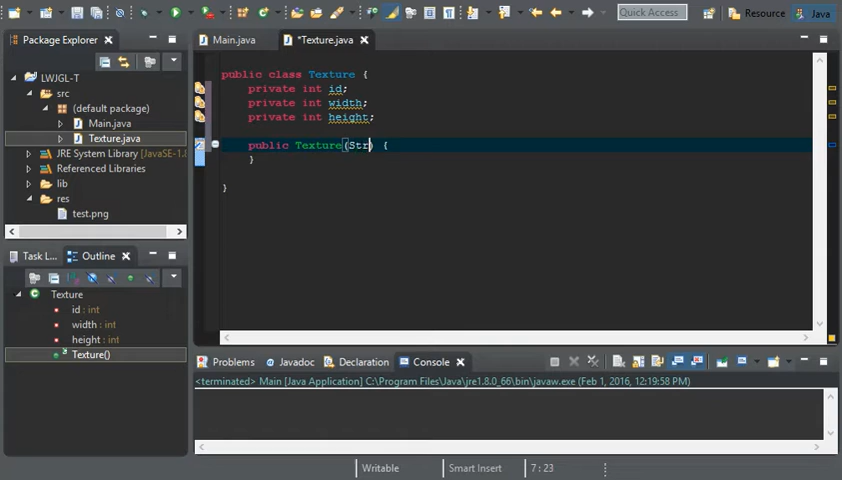 Quick Access
Resource
Java
Package Explorer
Main.java
*Texture.java
LWJGL-T
src
(default package)
Main.java
Texture.java
JRE System Library [JavaSE-1.8
Referenced Libraries
lib
res
test.png
public class Texture {
private int id;
private int width;
private int height;
public Texture(Str) {
}
}
Task L...
Outline
Texture
id : int
width : int
height : int
Texture()
Problems
Javadoc
Declaration
Console
<terminated> Main [Java Application] C:\Program Files\Java\jre1.8.0_66\bin\javaw.exe (Feb 1, 2016, 12:19:58 PM)
Writable
Smart Insert
7 : 23